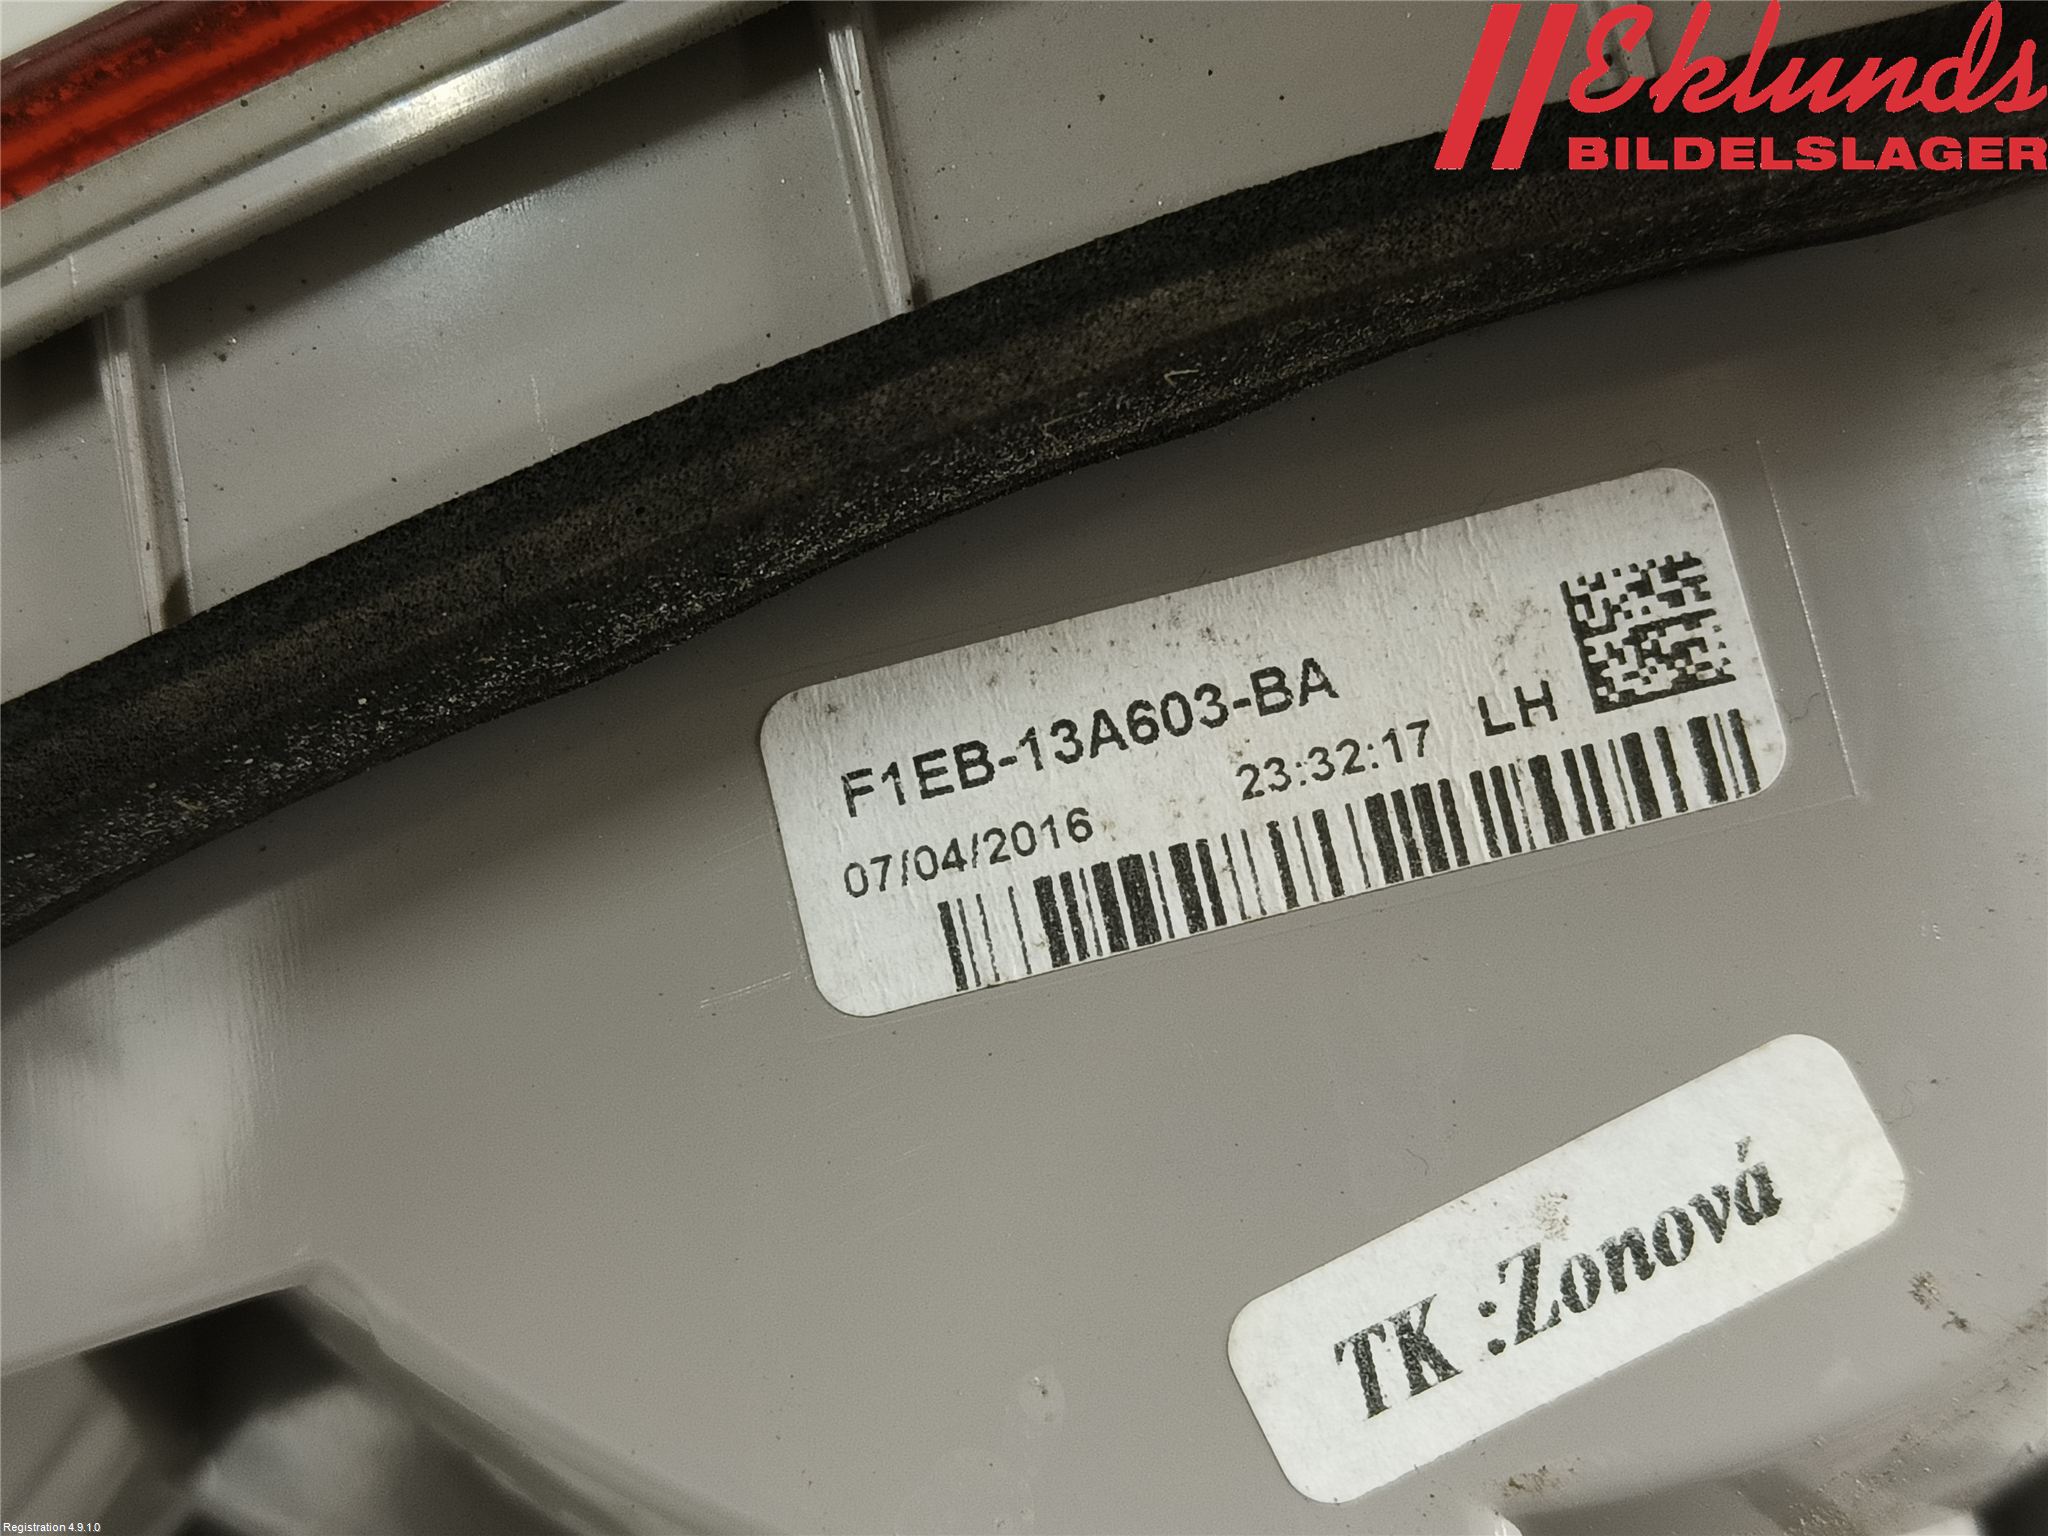 Eklunds
BILDELSLAGER
F1EB-13A603-BA
07/04/2016 23:32:17 LH
TK :Zonová
Registration 4.9.1.0